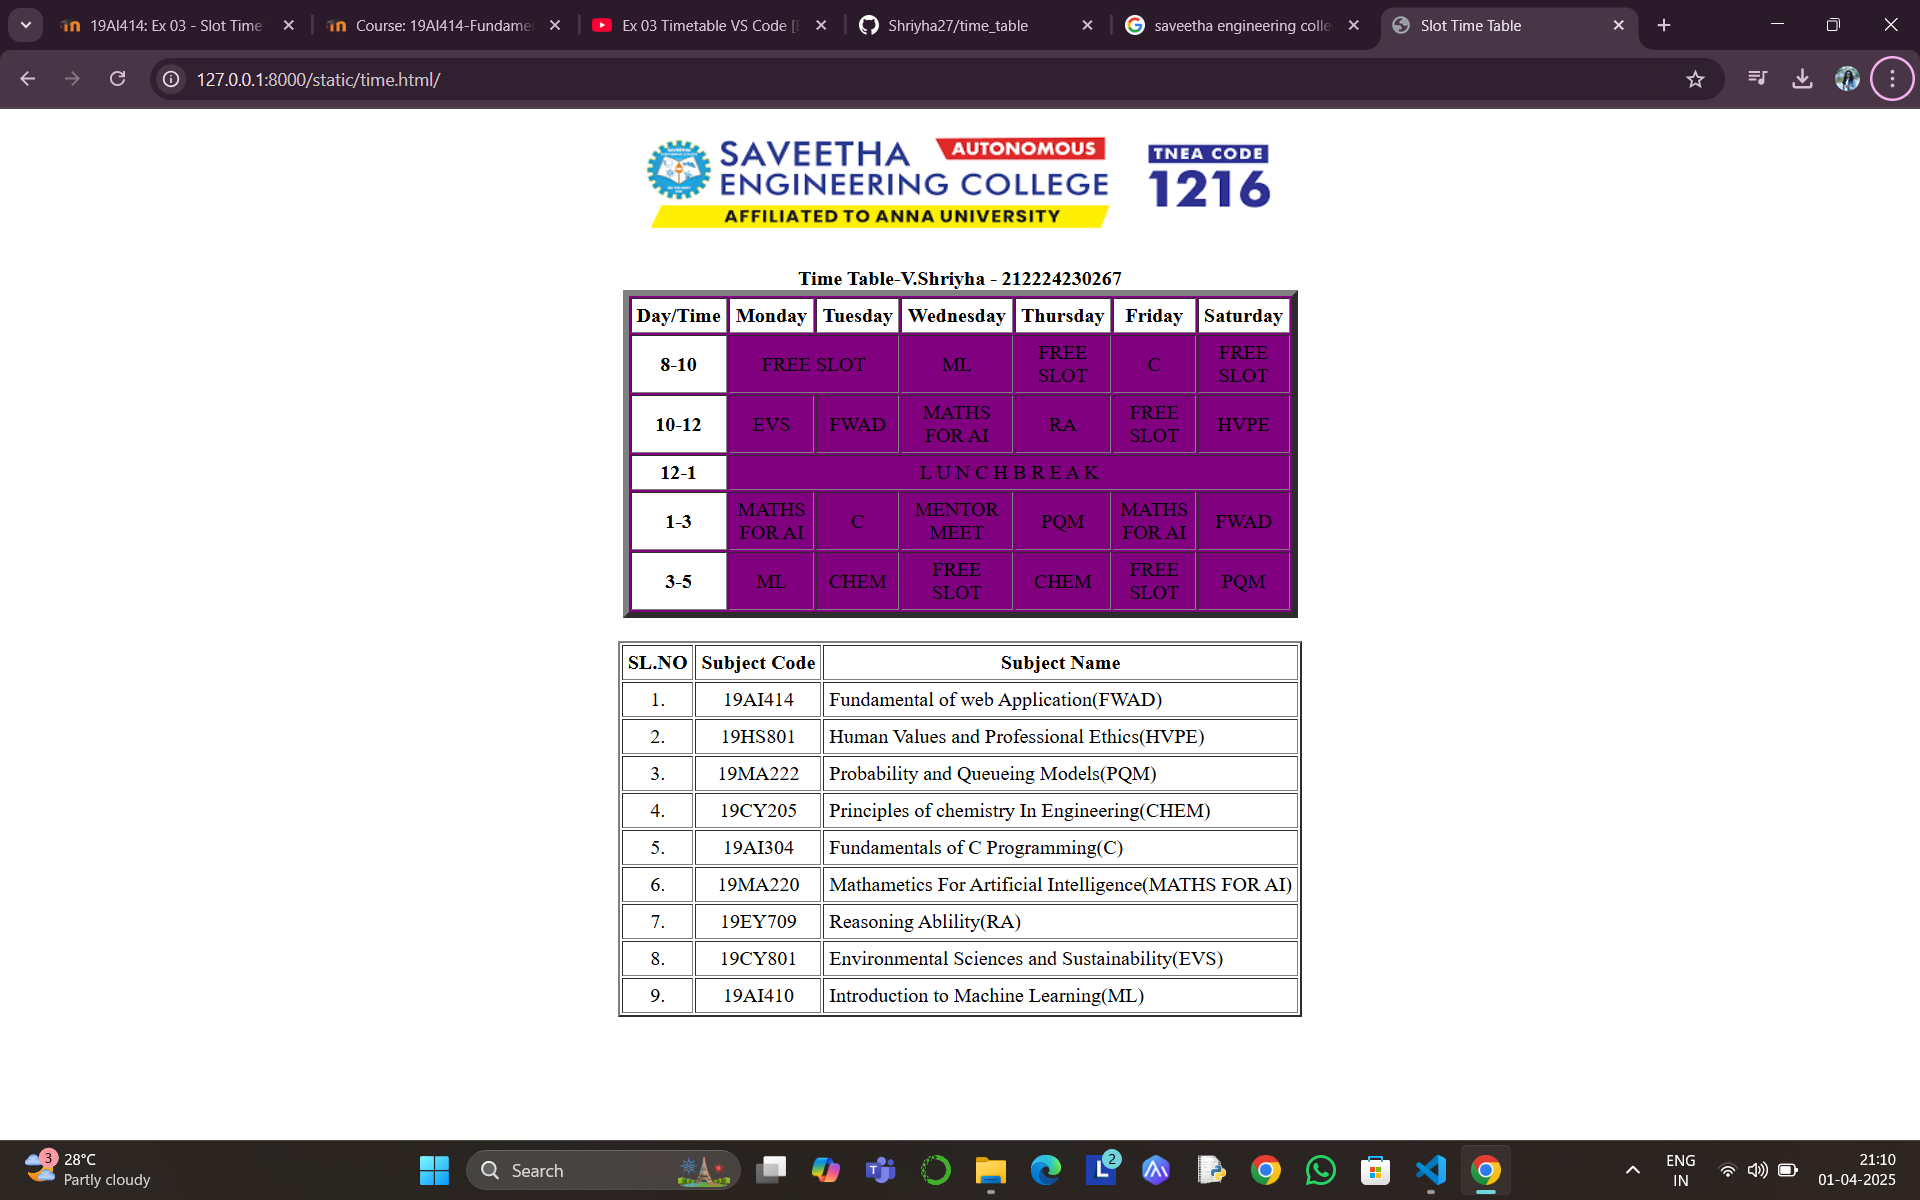 19AI414: Ex 03 - Slot Time
Course: 19AI414-Fundame
Ex 03 Timetable VS Code [
Shriyha27/time_table
saveetha engineering colle
Slot Time Table
127.0.0.1:8000/static/time.html/
SAVEETHA AUTONOMOUS
ENGINEERING COLLEGE
AFFILIATED TO ANNA UNIVERSITY
TNEA CODE
1216
Time Table-V.Shriyha - 212224230267
Day/Time Monday Tuesday Wednesday Thursday Friday Saturday
8-10 FREE SLOT ML FREE SLOT C FREE SLOT
10-12 EVS FWAD MATHS FOR AI RA FREE SLOT HVPE
12-1 L U N C H B R E A K
1-3 MATHS FOR AI C MENTOR MEET PQM MATHS FOR AI FWAD
3-5 ML CHEM FREE SLOT CHEM FREE SLOT PQM
SL.NO Subject Code Subject Name
1. 19AI414 Fundamental of web Application(FWAD)
2. 19HS801 Human Values and Professional Ethics(HVPE)
3. 19MA222 Probability and Queueing Models(PQM)
4. 19CY205 Principles of chemistry In Engineering(CHEM)
5. 19AI304 Fundamentals of C Programming(C)
6. 19MA220 Mathametics For Artificial Intelligence(MATHS FOR AI)
7. 19EY709 Reasoning Ablility(RA)
8. 19CY801 Environmental Sciences and Sustainability(EVS)
9. 19AI410 Introduction to Machine Learning(ML)
3
28°C
Partly cloudy
Search
2
ENG
IN
21:10
01-04-2025